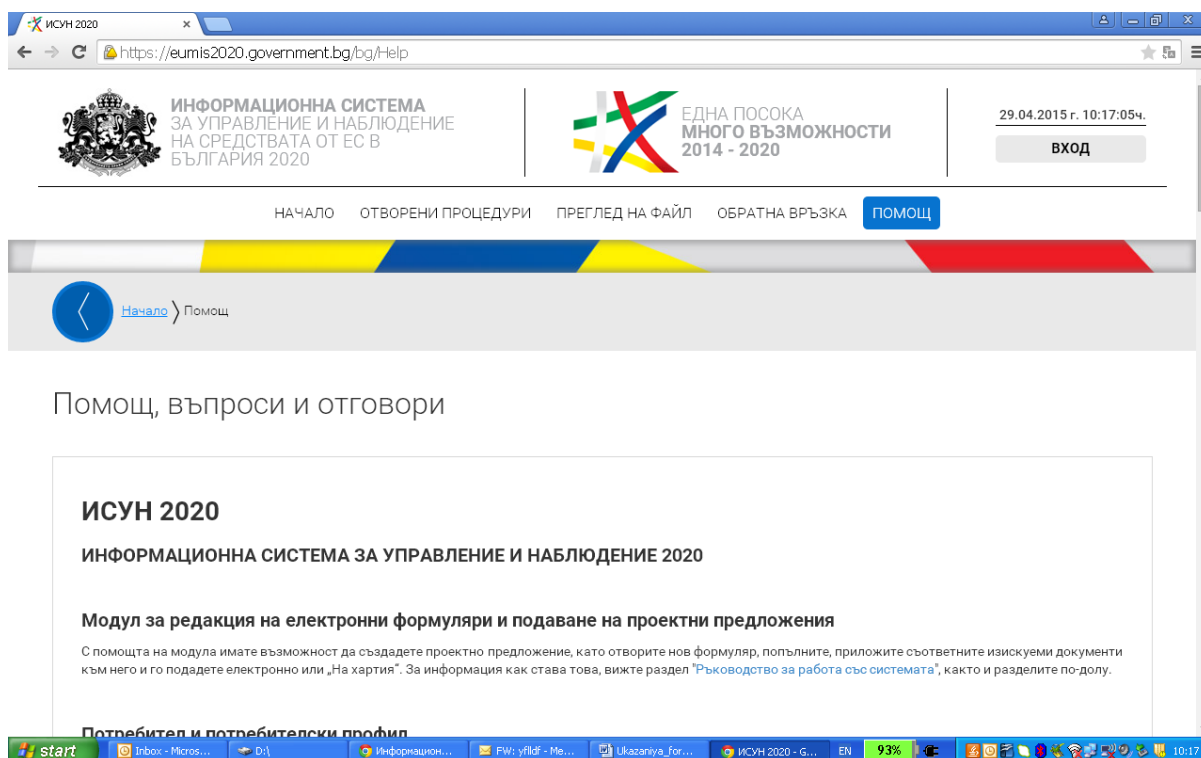 ИСУН 2020
https://eumis2020.government.bg/bg/Help
ИНФОРМАЦИОННА СИСТЕМА
ЗА УПРАВЛЕНИЕ И НАБЛЮДЕНИЕ
НА СРЕДСТВАТА ОТ ЕС В
БЪЛГАРИЯ 2020
ЕДНА ПОСОКА
МНОГО ВЪЗМОЖНОСТИ
2014 - 2020
29.04.2015 г. 10:17:05ч.
ВХОД
НАЧАЛО ОТВОРЕНИ ПРОЦЕДУРИ ПРЕГЛЕД НА ФАЙЛ ОБРАТНА ВРЪЗКА ПОМОЩ
Начало Помощ
Помощ, въпроси и отговори
ИСУН 2020
ИНФОРМАЦИОННА СИСТЕМА ЗА УПРАВЛЕНИЕ И НАБЛЮДЕНИЕ 2020
Модул за редакция на електронни формуляри и подаване на проектни предложения
С помощта на модула имате възможност да създадете проектно предложение, като отворите нов формуляр, попълните, приложите съответните изискуеми документи
към него и го подадете електронно или „На хартия“. За информация как става това, вижте раздел "Ръководство за работа със системата", както и разделите по-долу.
Потребител и потребителски профил
start Inbox - Micros... D:\ Информацион... FW: yflldf - Me... Ukazaniya_for... ИСУН 2020 - G... EN 93% 10:17